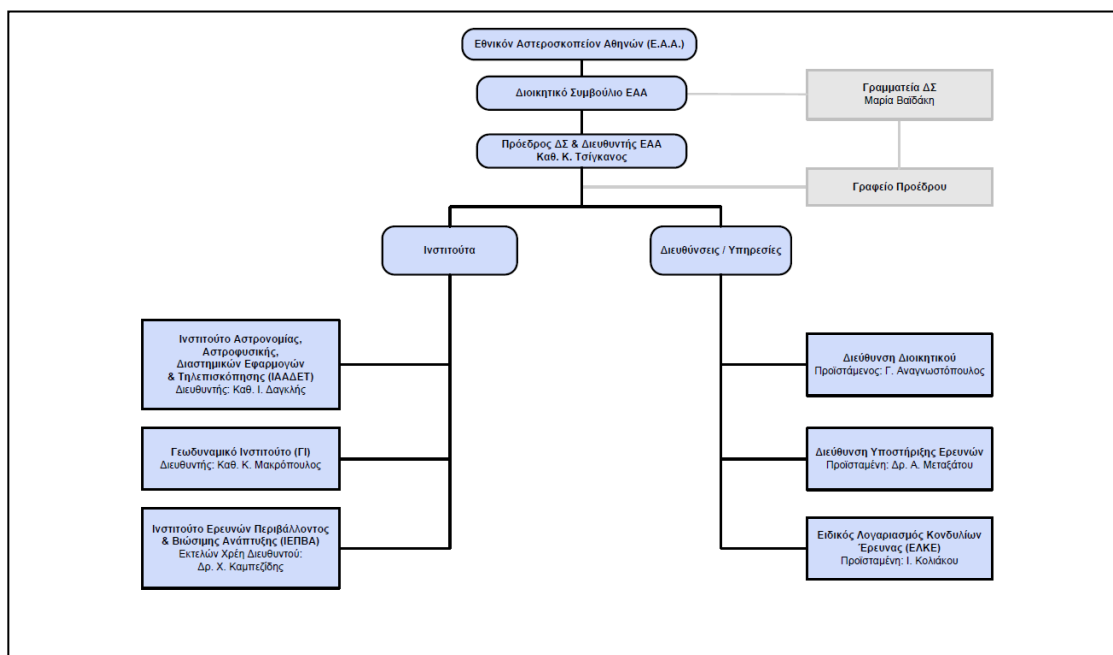 Εθνικόν Αστεροσκοπείον Αθηνών (Ε.Α.Α.)
Διοικητικό Συμβούλιο ΕΑΑ
Γραμματεία ΔΣ
Μαρία Βαϊδάκη
Πρόεδρος ΔΣ & Διευθυντής ΕΑΑ
Καθ. Κ. Τσίγκανος
Γραφείο Προέδρου
Ινστιτούτα
Διευθύνσεις / Υπηρεσίες
Ινστιτούτο Αστρονομίας,
Αστροφυσικής,
Διαστημικών Εφαρμογών
& Τηλεπισκόπησης (ΙΑΑΔΕΤ)
Διευθυντής: Καθ. Ι. Δαγκλής
Διεύθυνση Διοικητικού
Προϊστάμενος: Γ. Αναγνωστόπουλος
Γεωδυναμικό Ινστιτούτο (ΓΙ)
Διευθυντής: Καθ. Κ. Μακρόπουλος
Διεύθυνση Υποστήριξης Ερευνών
Προϊσταμένη: Δρ. Α. Μεταξάτου
Ινστιτούτο Ερευνών Περιβάλλοντος
& Βιώσιμης Ανάπτυξης (ΙΕΠΒΑ)
Εκτελών Χρέη Διευθυντού:
Δρ. Χ. Καμπεζίδης
Ειδικός Λογαριασμός Κονδυλίων
Έρευνας (ΕΛΚΕ)
Προϊσταμένη: Ι. Κολιάκου